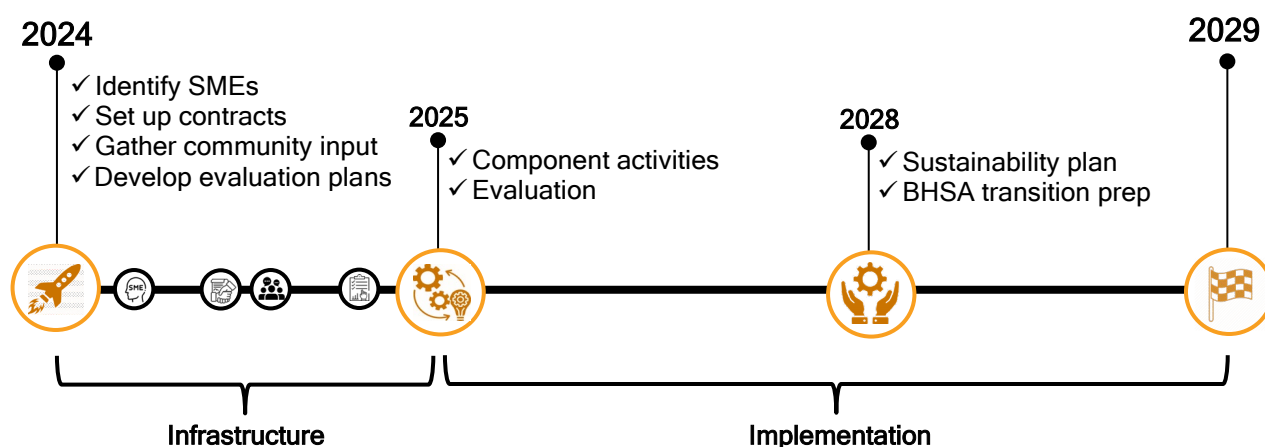 2024
✓ Identify SMEs
✓ Set up contracts
✓ Gather community input
✓ Develop evaluation plans
2025
✓ Component activities
✓ Evaluation
2028
✓ Sustainability plan
✓ BHSA transition prep
2029
SME
Infrastructure
Implementation